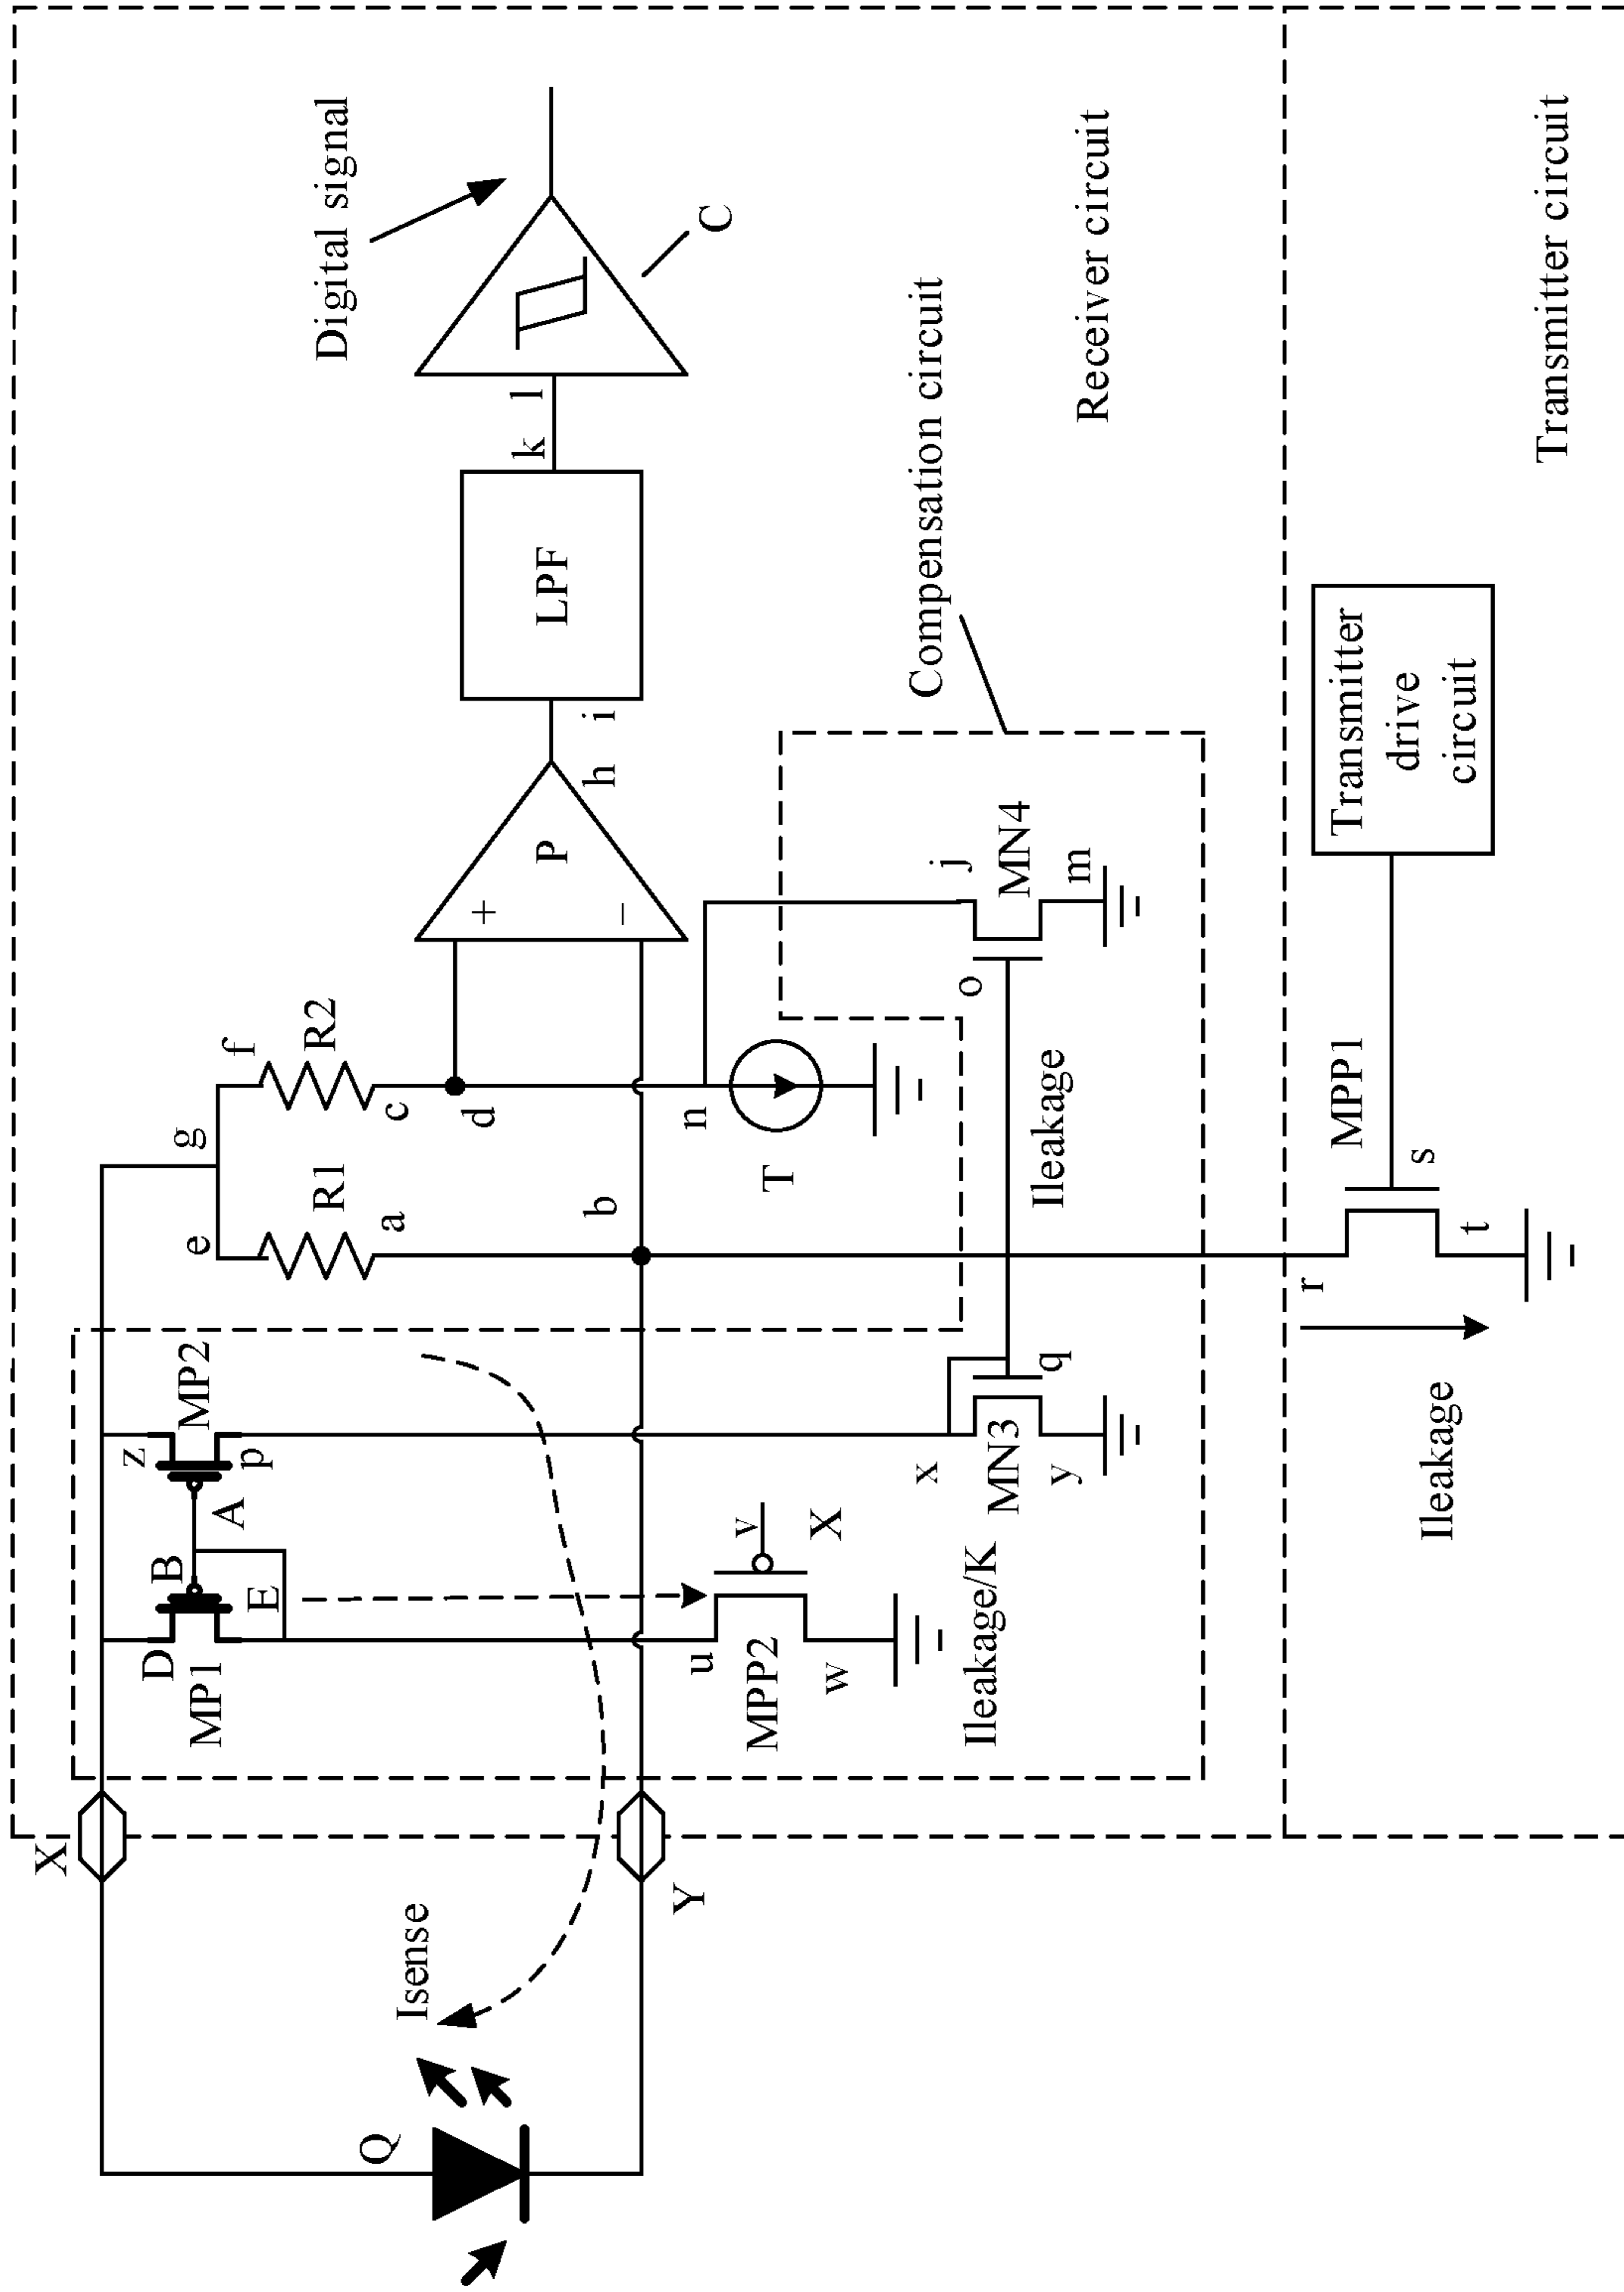 X
Y
Q
Isense
D
B
MP1
E
A
z
MP2
p
e
g
f
R1
R2
a
c
d
b
n
T
+
−
P
h
i
LPF
k
l
C
Digital signal
u
MPP2
w
v
X
Ileakage/K
x
MN3
y
q
Ileakage
o
j
MN4
m
Compensation circuit
Receiver circuit
Ileakage
r
MPP1
s
t
Transmitter
drive
circuit
Transmitter circuit